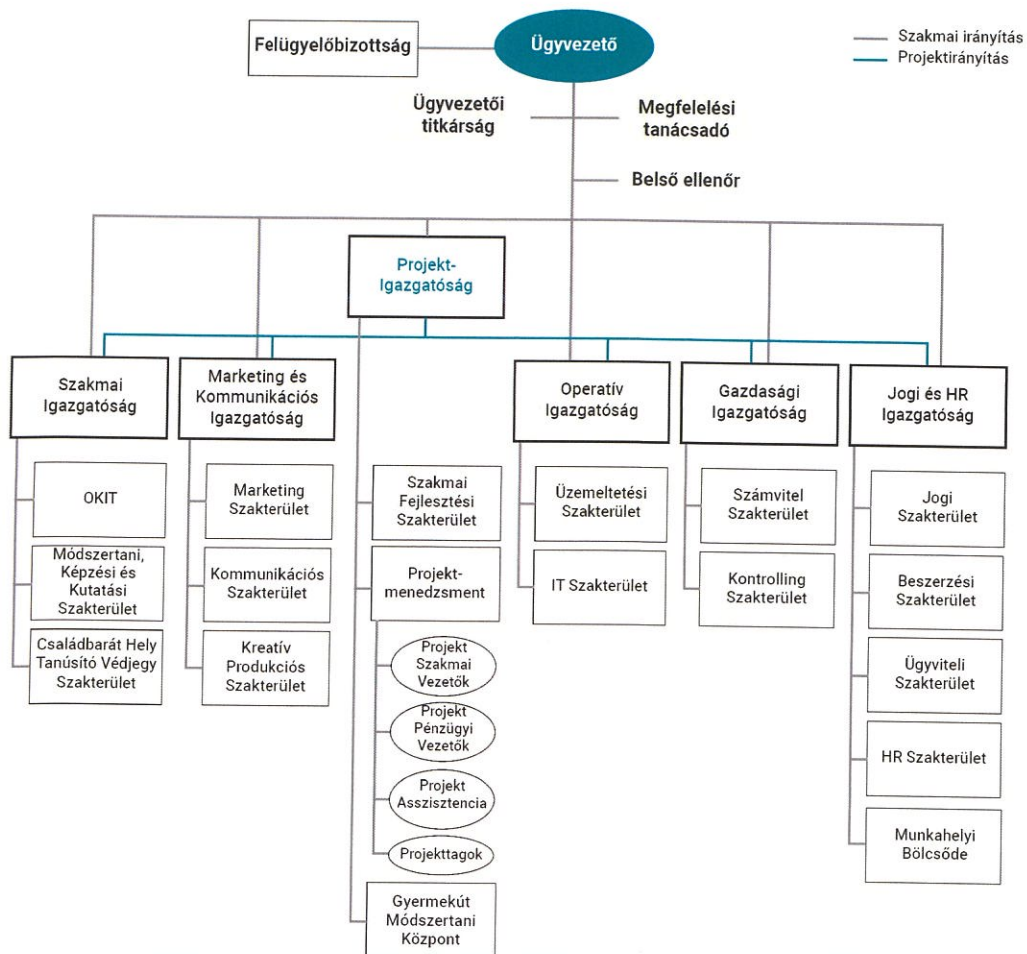 Felügyelőbizottság
Ügyvezető
Szakmai irányítás
Projektirányítás
Ügyvezetői
titkárság
Megfelelési
tanácsadó
Belső ellenőr
Projekt-
Igazgatóság
Szakmai
Igazgatóság
Marketing és
Kommunikációs
Igazgatóság
Operatív
Igazgatóság
Gazdasági
Igazgatóság
Jogi és HR
Igazgatóság
OKIT
Módszertani,
Képzési és
Kutatási
Szakterület
Családbarát Hely
Tanúsító Védjegy
Szakterület
Marketing
Szakterület
Kommunikációs
Szakterület
Kreatív
Produkciós
Szakterület
Szakmai
Fejlesztési
Szakterület
Projekt-
menedzsment
Projekt
Szakmai
Vezetők
Projekt
Pénzügyi
Vezetők
Projekt
Asszisztencia
Projekttagok
Gyermekút
Módszertani
Központ
Üzemeltetési
Szakterület
IT Szakterület
Számvitel
Szakterület
Kontrolling
Szakterület
Jogi
Szakterület
Beszerzési
Szakterület
Ügyviteli
Szakterület
HR Szakterület
Munkahelyi
Bölcsőde